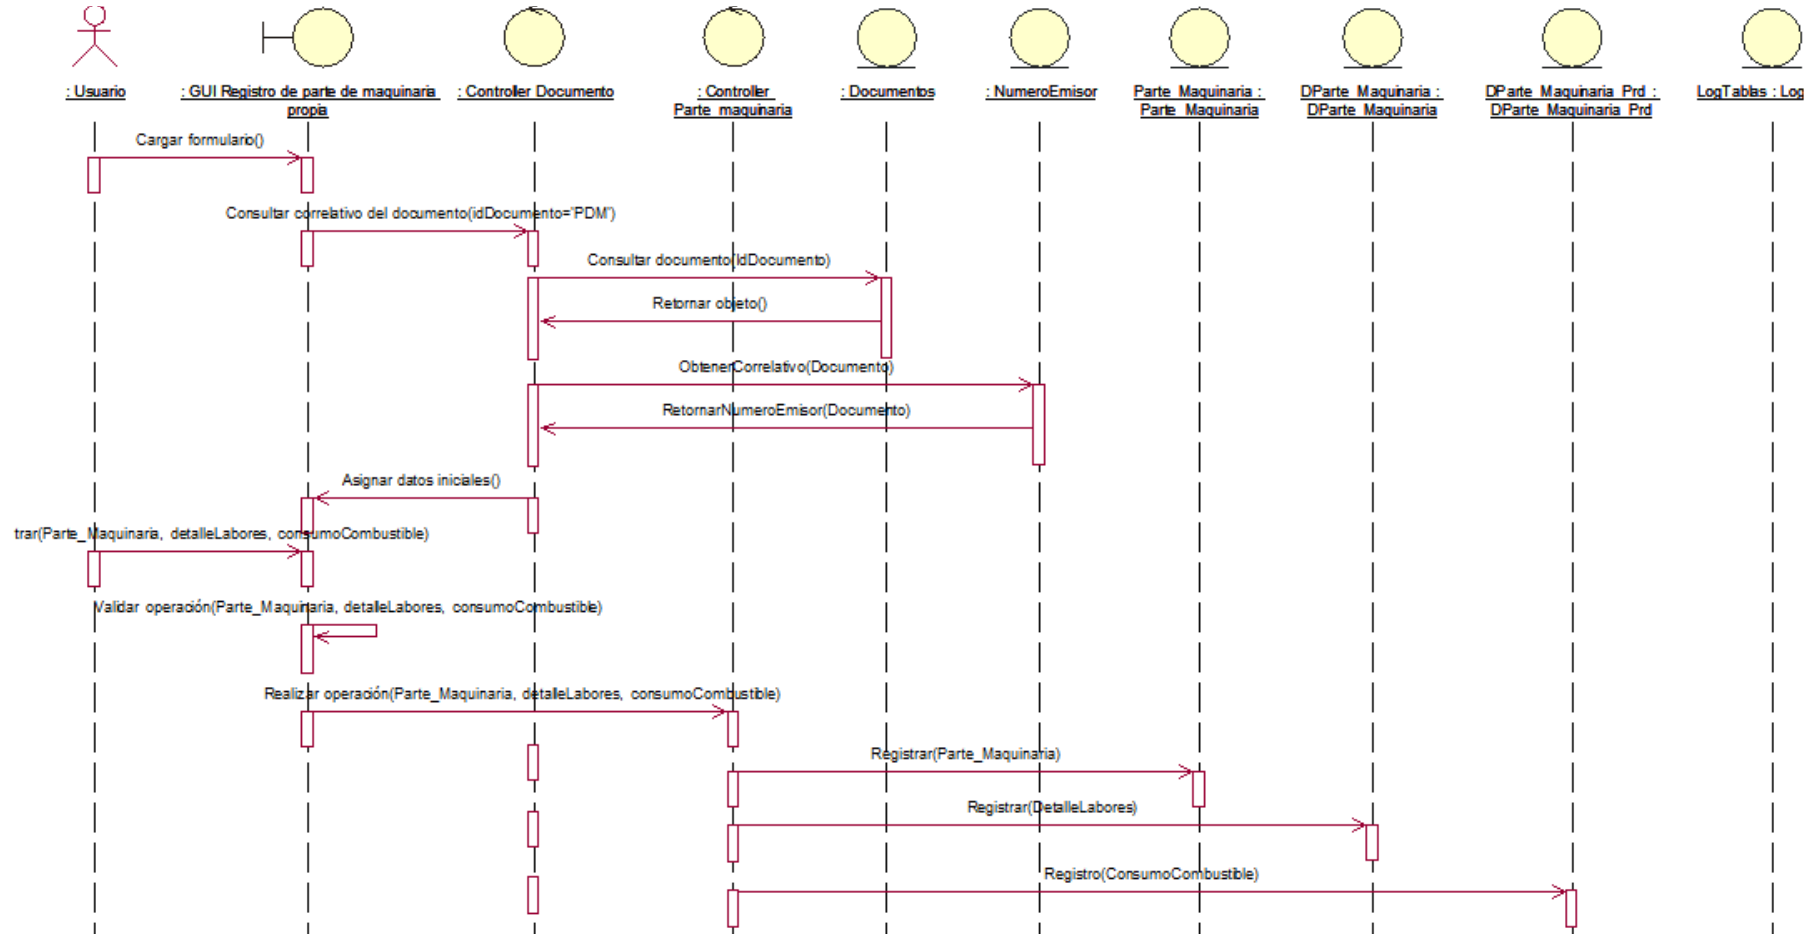 : Usuario
: GUI Registro de parte de maquinaria
propia
: Controller Documento
: Controller
Parte_maquinaria
: Documentos
: NumeroEmisor
Parte_Maquinaria :
Parte_Maquinaria
DParte_Maquinaria :
DParte_Maquinaria
DParte_Maquinaria_Prd :
DParte_Maquinaria_Prd
LogTablas : Log
Cargar formulario()
Consultar correlativo del documento(idDocumento='PDM')
Consultar documento(IdDocumento)
Retornar objeto()
ObtenerCorrelativo(Documento)
RetornarNumeroEmisor(Documento)
Asignar datos iniciales()
trar(Parte_Maquinaria, detalleLabores, consumoCombustible)
Validar operación(Parte_Maquinaria, detalleLabores, consumoCombustible)
Realizar operación(Parte_Maquinaria, detalleLabores, consumoCombustible)
Registrar(Parte_Maquinaria)
Registrar(DetalleLabores)
Registro(ConsumoCombustible)